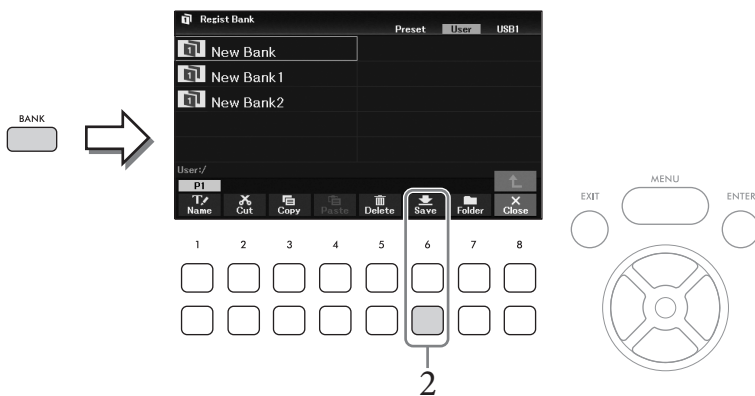 Regist Bank
Preset User USB1
New Bank
New Bank1
New Bank2
BANK
User:/
P1
Name Cut Copy Paste Delete Save Folder Close
MENU
EXIT ENTER
1 2 3 4 5 6 7 8
2